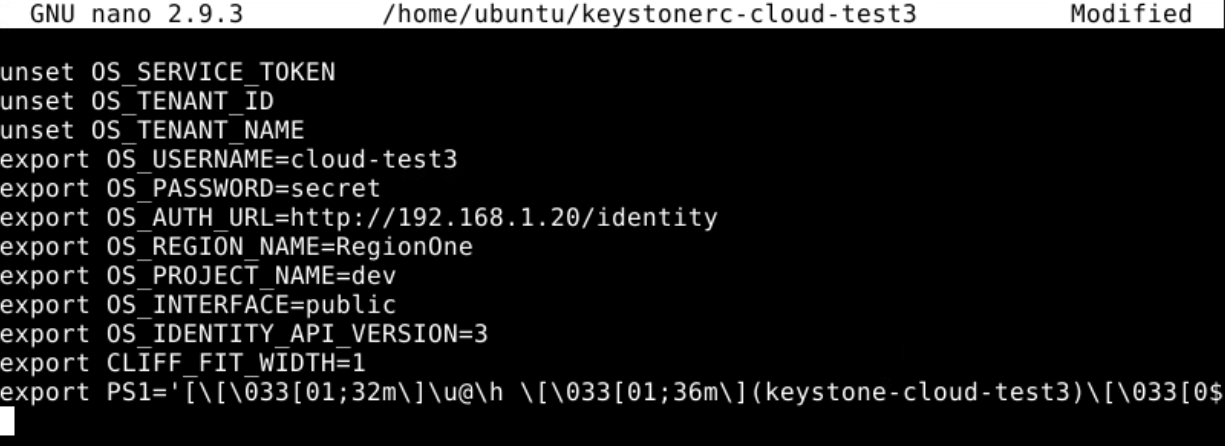 GNU nano 2.9.3 /home/ubuntu/keystonerc-cloud-test3 Modified
unset OS_SERVICE_TOKEN
unset OS_TENANT_ID
unset OS_TENANT_NAME
export OS_USERNAME=cloud-test3
export OS_PASSWORD=secret
export OS_AUTH_URL=http://192.168.1.20/identity
export OS_REGION_NAME=RegionOne
export OS_PROJECT_NAME=dev
export OS_INTERFACE=public
export OS_IDENTITY_API_VERSION=3
export CLIFF_FIT_WIDTH=1
export PS1='[\[\033[01;32m\]\u@\h \[\033[01;36m\](keystone-cloud-test3)\[\033[0$